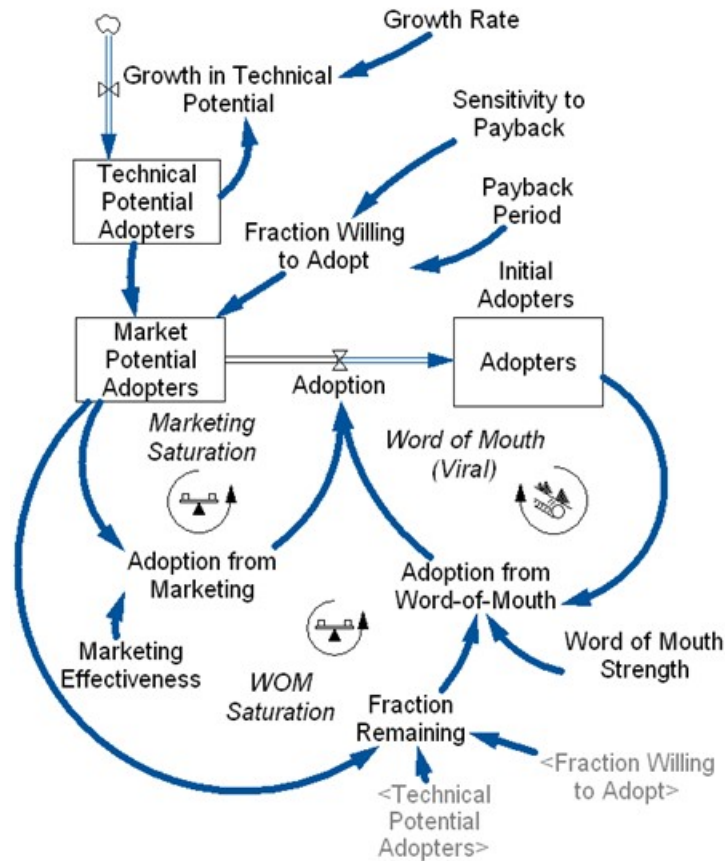 Growth Rate
Growth in Technical
Potential
Sensitivity to
Payback
Technical
Potential
Adopters
Payback
Period
Fraction Willing
to Adopt
Initial
Adopters
Market
Potential
Adopters
Adoption
Adopters
Marketing
Saturation
Word of Mouth
(Viral)
Adoption from
Marketing
Adoption from
Word-of-Mouth
Marketing
Effectiveness
Word of Mouth
Strength
WOM
Saturation
Fraction
Remaining
<Fraction Willing
to Adopt>
<Technical
Potential
Adopters>